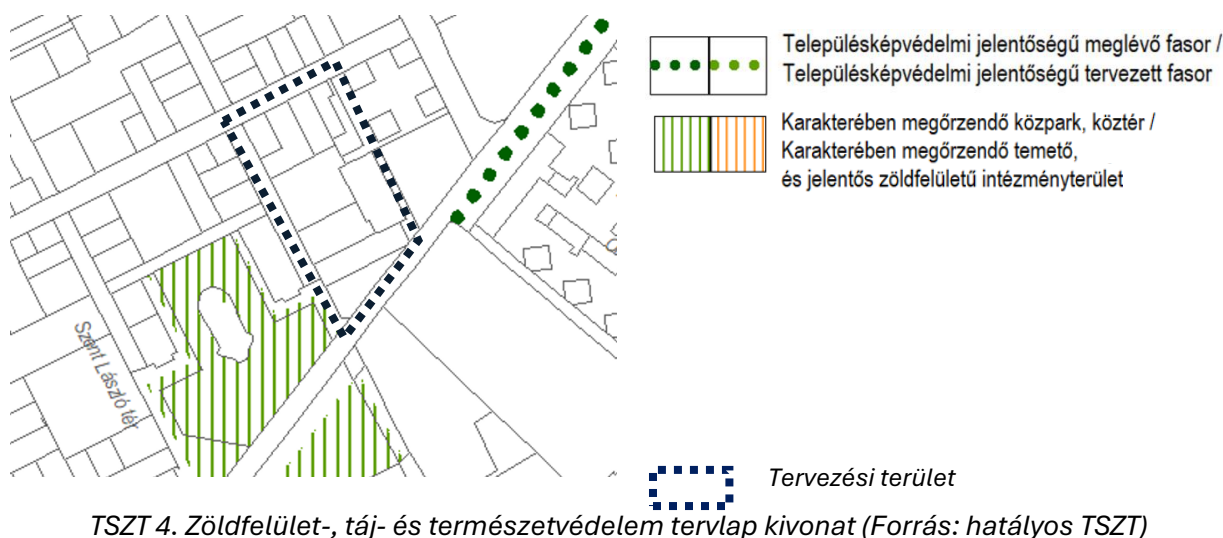 Településképvédelmi jelentőségű meglévő fasor /
Településképvédelmi jelentőségű tervezett fasor
Karakterében megőrzendő közpark, köztér /
Karakterében megőrzendő temető,
és jelentős zöldfelületű intézményterület
Szent László tér
Tervezési terület
TSZT 4. Zöldfelület-, táj- és természetvédelem tervlap kivonat (Forrás: hatályos TSZT)